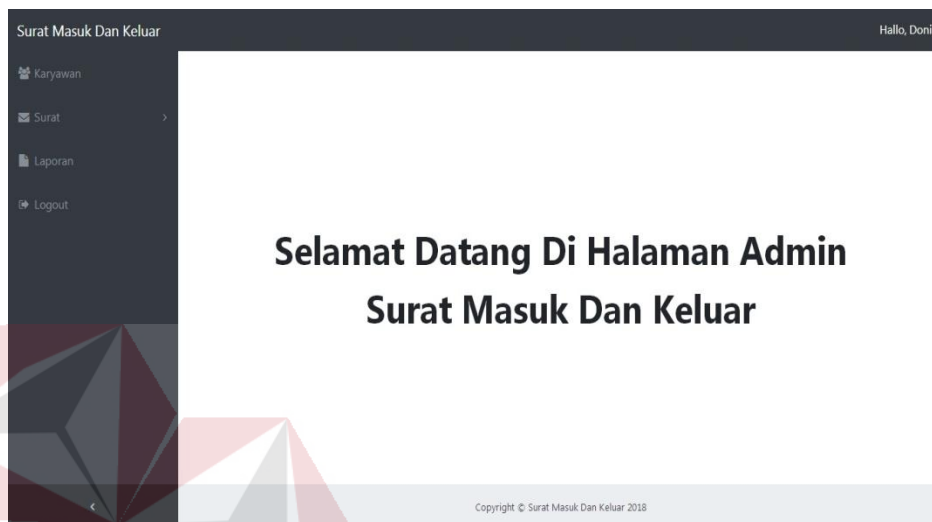 Surat Masuk Dan Keluar
Hallo, Doni
Karyawan
Surat
Laporan
Logout
Selamat Datang Di Halaman Admin
Surat Masuk Dan Keluar
Copyright © Surat Masuk Dan Keluar 2018